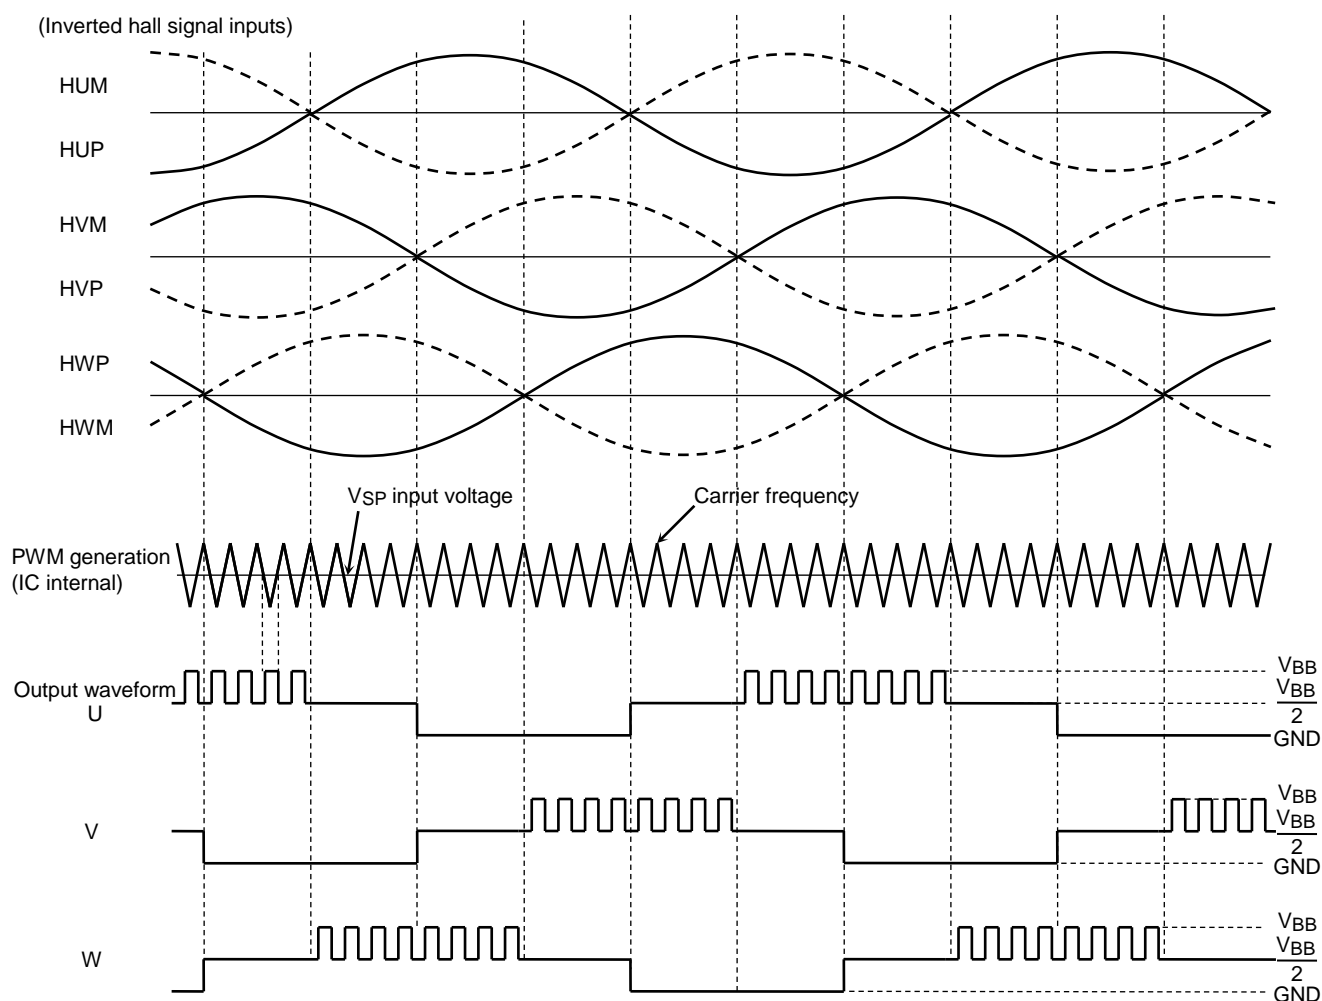 (Inverted hall signal inputs)
HUM
HUP
HVM
HVP
HWP
HWM
VSP input voltage
Carrier frequency
PWM generation
(IC internal)
Output waveform
U
VBB
VBB
2
GND
V
VBB
VBB
2
GND
W
VBB
VBB
2
GND